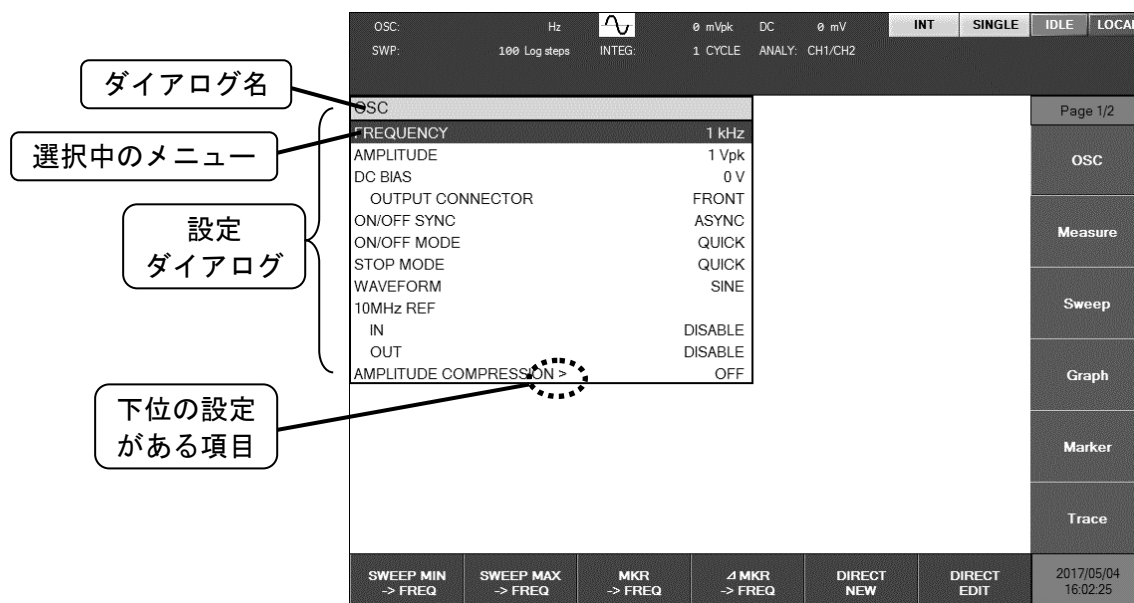 OSC: Hz 0 mVpk DC 0 mV INT SINGLE IDLE LOCAL
SWP: 100 Log steps INTEG: 1 CYCLE ANALY: CH1/CH2
ダイアログ名
選択中のメニュー
設定
ダイアログ
下位の設定
がある項目
OSC
FREQUENCY 1 kHz
AMPLITUDE 1 Vpk
DC BIAS 0 V
OUTPUT CONNECTOR FRONT
ON/OFF SYNC ASYNC
ON/OFF MODE QUICK
STOP MODE QUICK
WAVEFORM SINE
10MHz REF
IN DISABLE
OUT DISABLE
AMPLITUDE COMPRESSION > OFF
Page 1/2
OSC
Measure
Sweep
Graph
Marker
Trace
SWEEP MIN
-> FREQ
SWEEP MAX
-> FREQ
MKR
-> FREQ
⊿MKR
-> FREQ
DIRECT
NEW
DIRECT
EDIT
2017/05/04
16:02:25